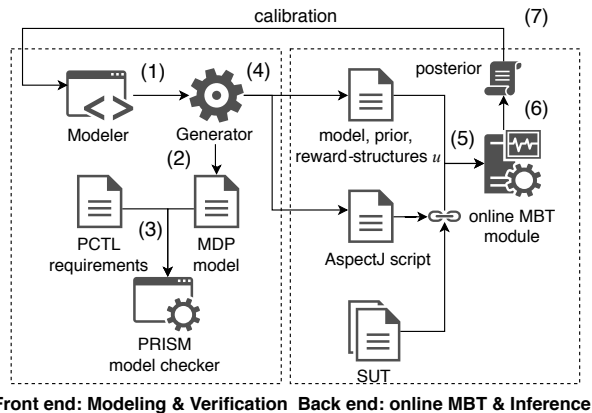 calibration
(7)
(1)
(4)
posterior
Modeler
Generator
model, prior,
reward-structures u
(5)
(6)
(2)
(3)
PCTL
requirements
MDP
model
AspectJ script
online MBT
module
PRISM
model checker
SUT
Front end: Modeling & Verification
Back end: online MBT & Inference